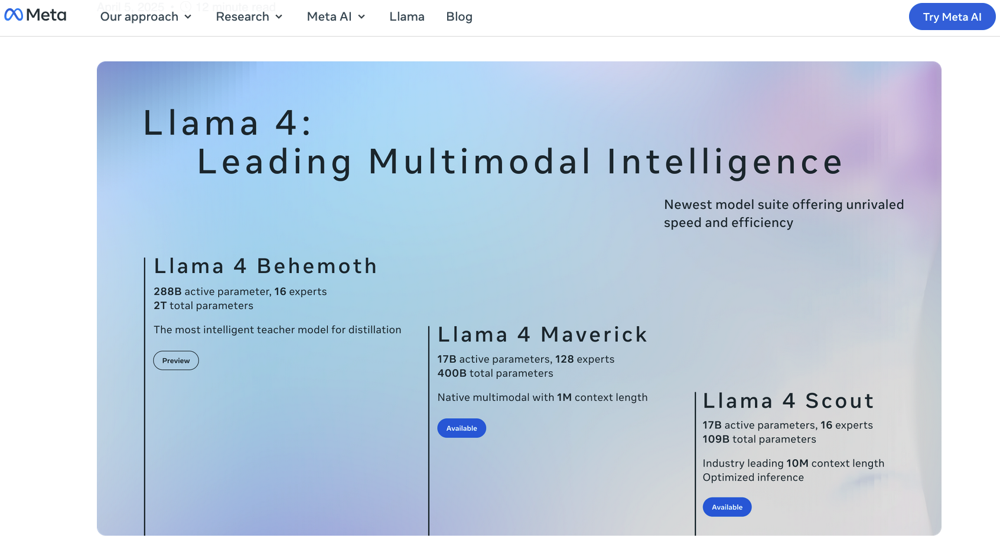 April 5, 2025 · 12 minute read
Meta
Our approach
Research
Meta AI
Llama
Blog
Try Meta AI
Llama 4:
Leading Multimodal Intelligence
Newest model suite offering unrivaled
speed and efficiency
Llama 4 Behemoth
288B active parameter, 16 experts
2T total parameters
The most intelligent teacher model for distillation
Preview
Llama 4 Maverick
17B active parameters, 128 experts
400B total parameters
Native multimodal with 1M context length
Available
Llama 4 Scout
17B active parameters, 16 experts
109B total parameters
Industry leading 10M context length
Optimized inference
Available